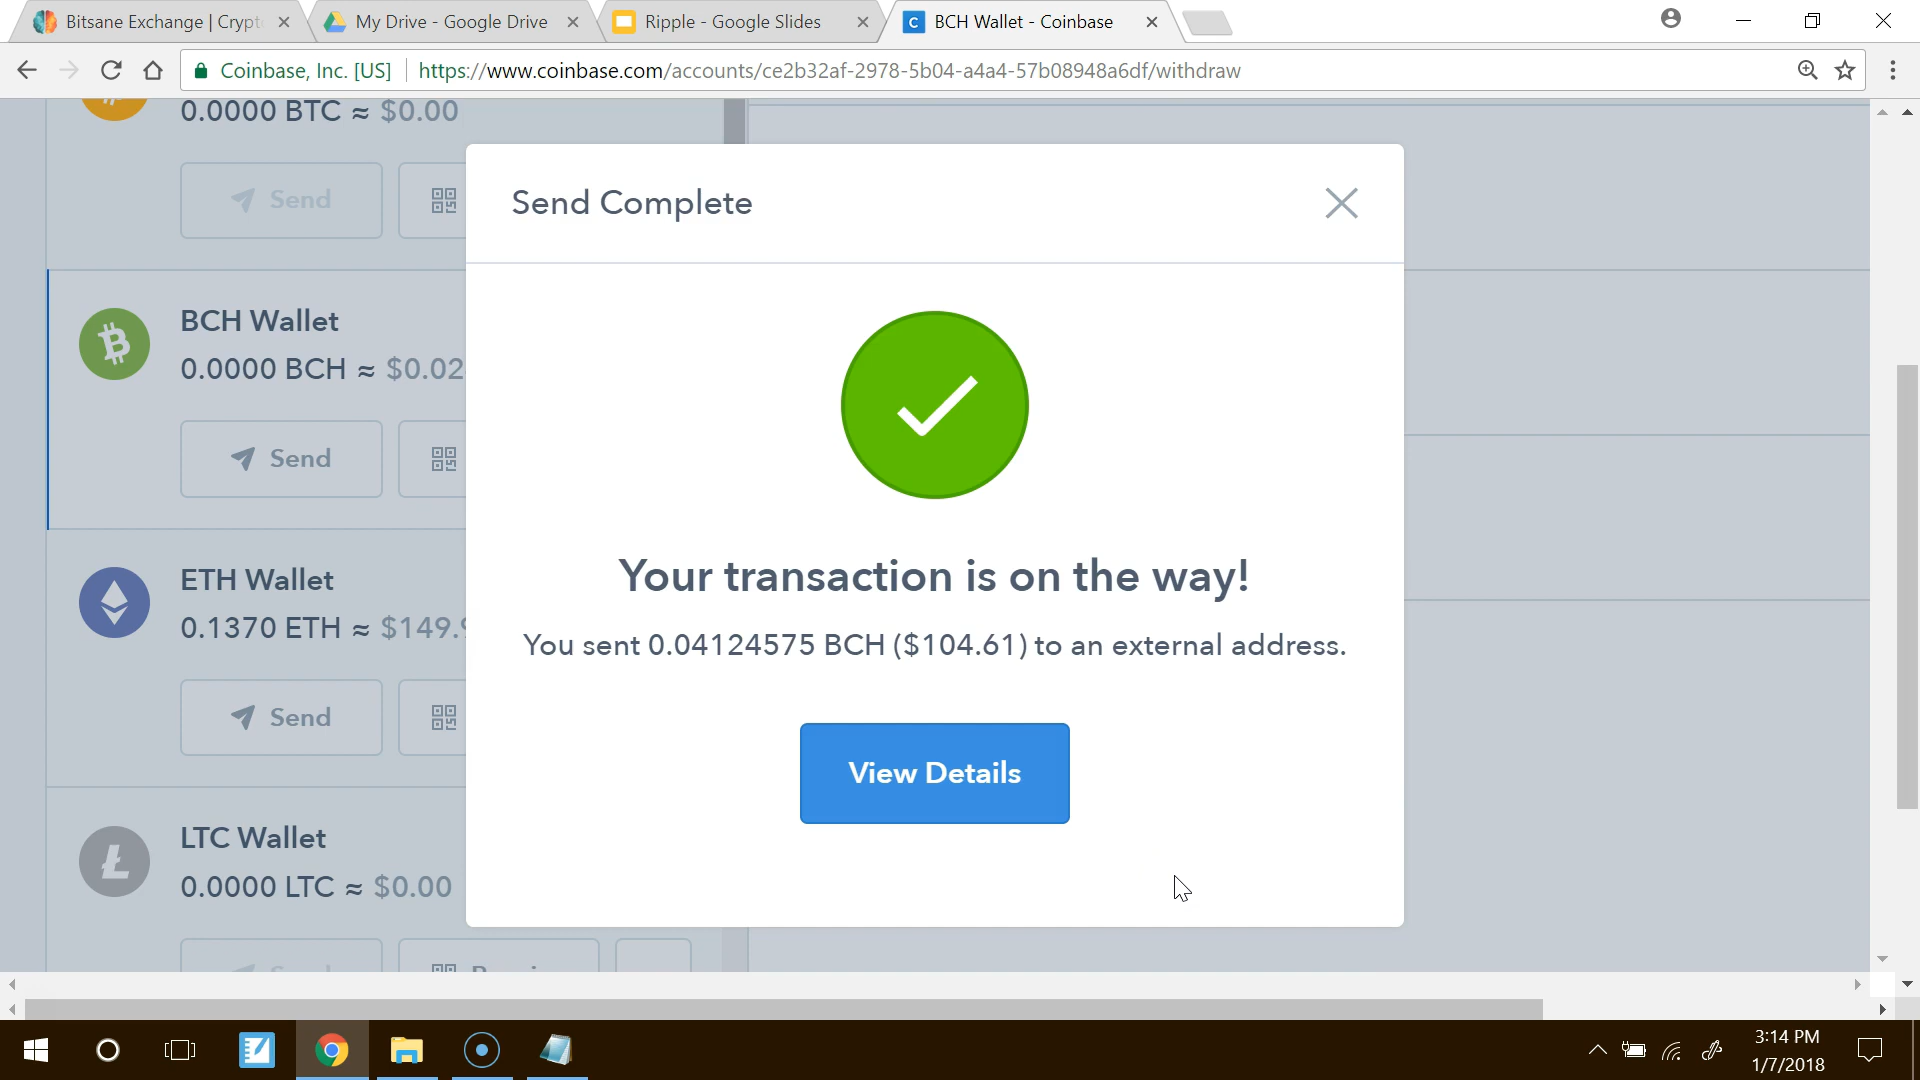 Bitsane Exchange | Crypt
My Drive - Google Drive
Ripple - Google Slides
BCH Wallet - Coinbase
Coinbase, Inc. [US]
https://www.coinbase.com/accounts/ce2b32af-2978-5b04-a4a4-57b08948a6df/withdraw
0.0000 BTC ≈ $0.00
Send
BCH Wallet
0.0000 BCH ≈ $0.02
Send
ETH Wallet
0.1370 ETH ≈ $149.9
Send
LTC Wallet
0.0000 LTC ≈ $0.00
Send Complete
Your transaction is on the way!
You sent 0.04124575 BCH ($104.61) to an external address.
View Details
3:14 PM
1/7/2018